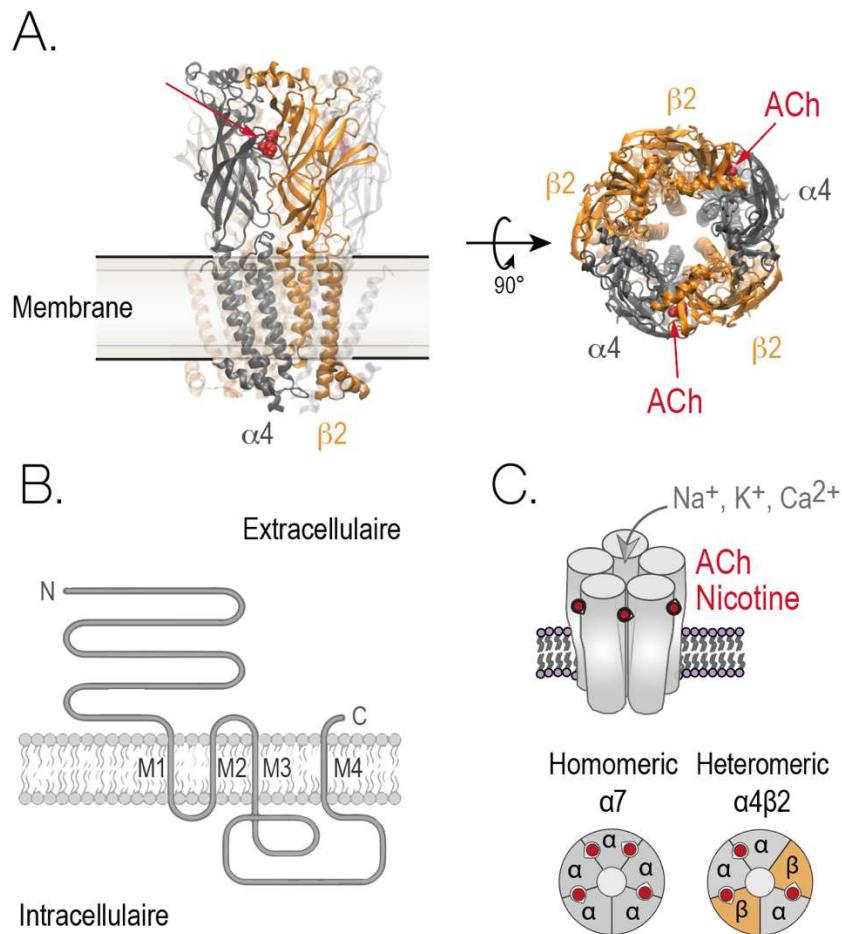 A.
β2
ACh
β2
α4
90°
Membrane
α4
β2
α4
β2
ACh
B.
C.
Extracellulaire
Na+, K+, Ca2+
ACh
Nicotine
N
C
M1
M2
M3
M4
Homomeric
α7
Heteromeric
α4β2
α
α
α
α
α
α
α
β
β
α
Intracellulaire